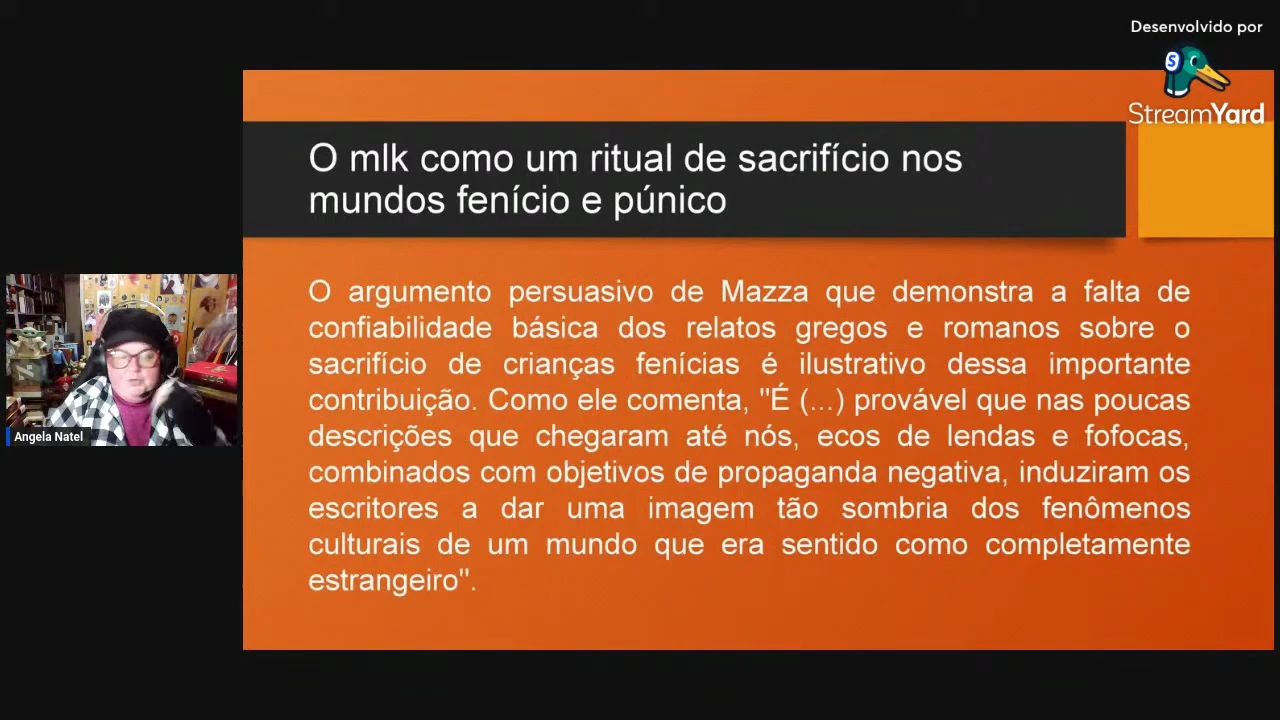 Desenvolvido por
StreamYard
O mlk como um ritual de sacrifício nos
mundos fenício e púnico
O argumento persuasivo de Mazza que demonstra a falta de
confiabilidade básica dos relatos gregos e romanos sobre o
sacrifício de crianças fenícias é ilustrativo dessa importante
contribuição. Como ele comenta, "É (...) provável que nas poucas
descrições que chegaram até nós, ecos de lendas e fofocas,
combinados com objetivos de propaganda negativa, induziram os
escritores a dar uma imagem tão sombria dos fenômenos
culturais de um mundo que era sentido como completamente
estrangeiro".
Angela Natel